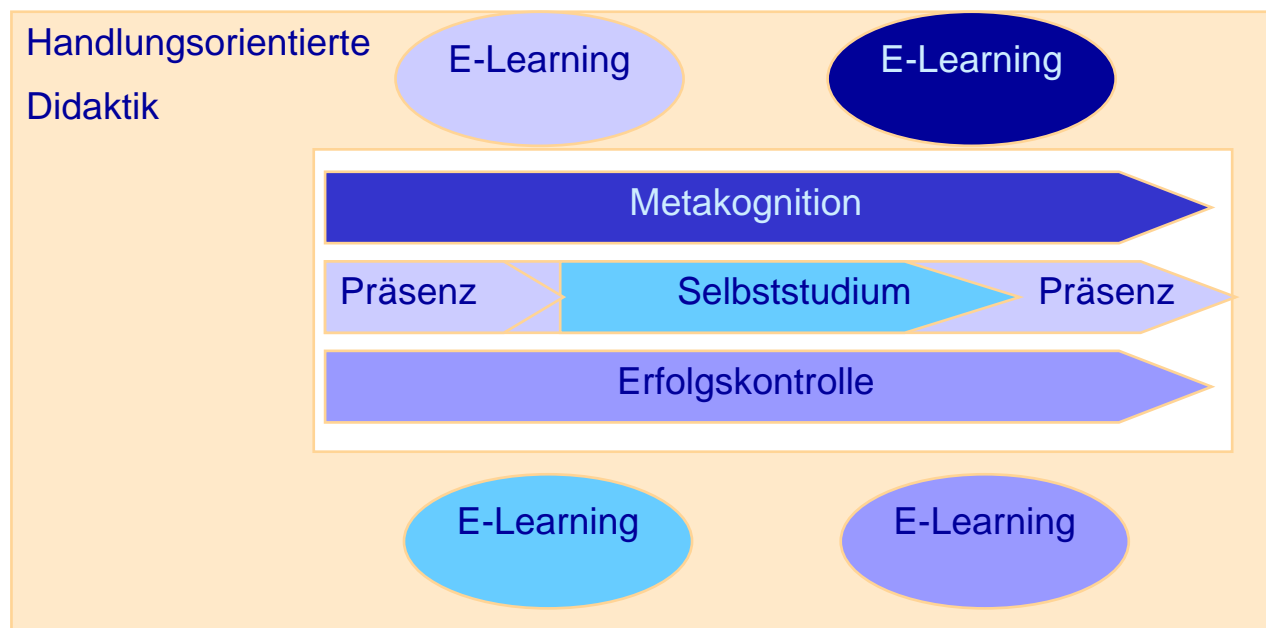 Handlungsorientierte
Didaktik
E-Learning
E-Learning
Metakognition
Präsenz
Selbststudium
Präsenz
Erfolgskontrolle
E-Learning
E-Learning